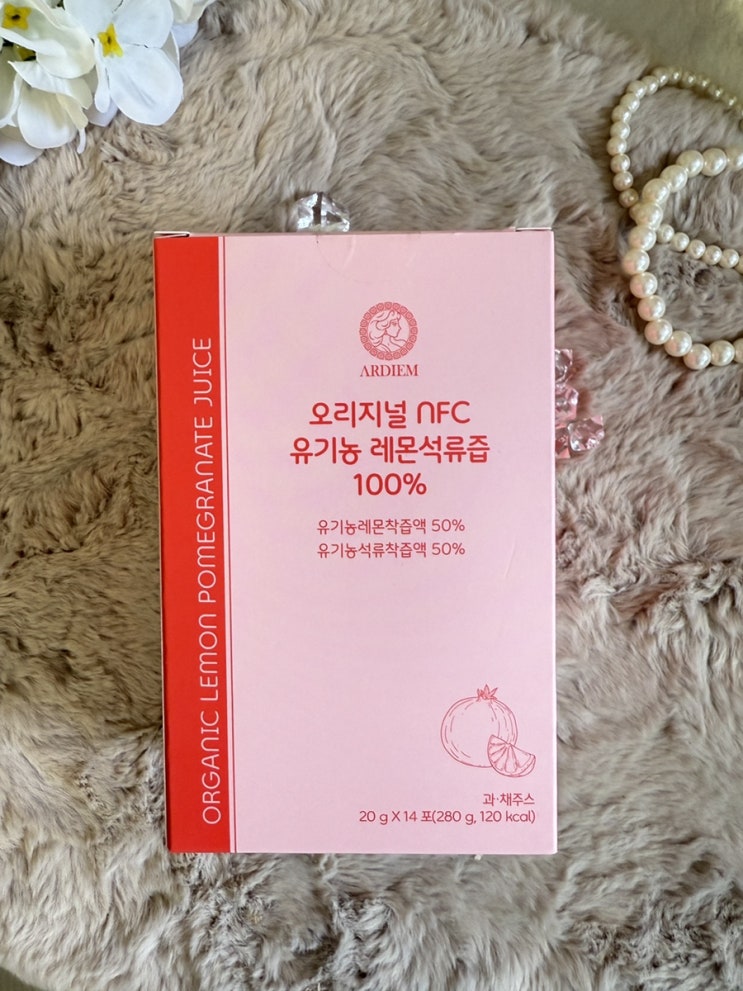 ARDIEM
오리지널 NFC
유기농 레몬석류즙
100%
유기농레몬착즙액 50%
유기농석류착즙액 50%
과·채주스
20 g X 14 포(280 g, 120 kcal)
ORGANIC LEMON POMEGRANATE JUICE